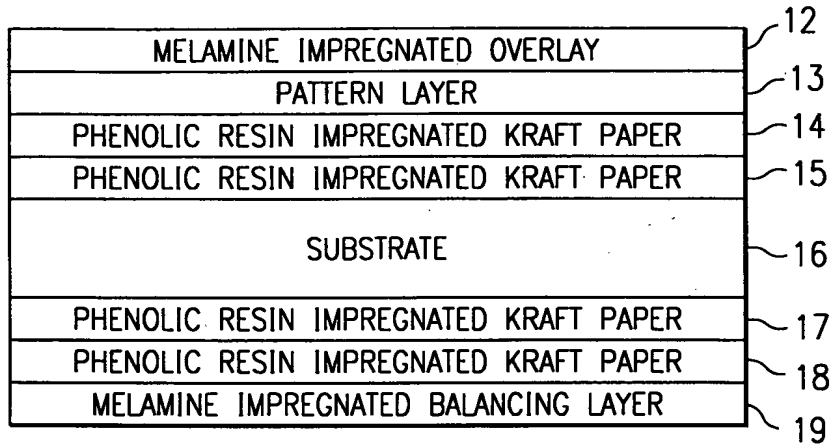 12
MELAMINE IMPREGNATED OVERLAY
13
PATTERN LAYER
14
PHENOLIC RESIN IMPREGNATED KRAFT PAPER
15
PHENOLIC RESIN IMPREGNATED KRAFT PAPER
16
SUBSTRATE
17
PHENOLIC RESIN IMPREGNATED KRAFT PAPER
18
PHENOLIC RESIN IMPREGNATED KRAFT PAPER
19
MELAMINE IMPREGNATED BALANCING LAYER